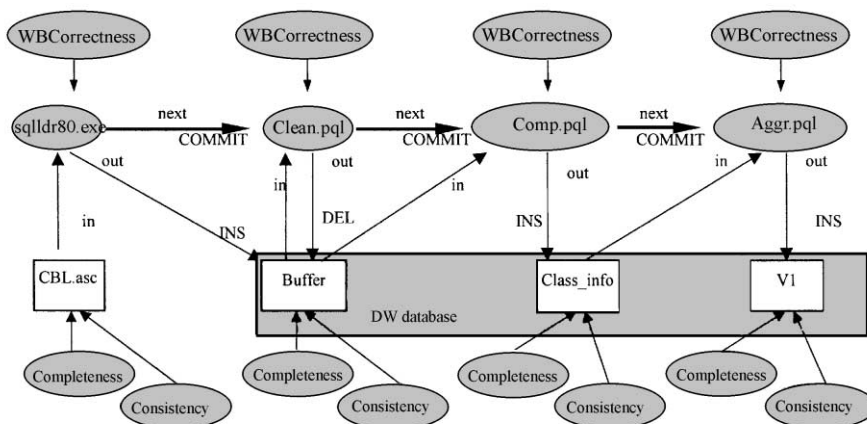 WBCorrectness
WBCorrectness
WBCorrectness
WBCorrectness
next
next
next
sqlldr80.exe
Clean.pql
Comp.pql
Aggr.pql
COMMIT
COMMIT
COMMIT
out
out
out
out
in
in
in
in
DEL
INS
INS
INS
CBL.asc
Buffer
Class_info
V1
DW database
Completeness
Completeness
Completeness
Completeness
Consistency
Consistency
Consistency
Consistency